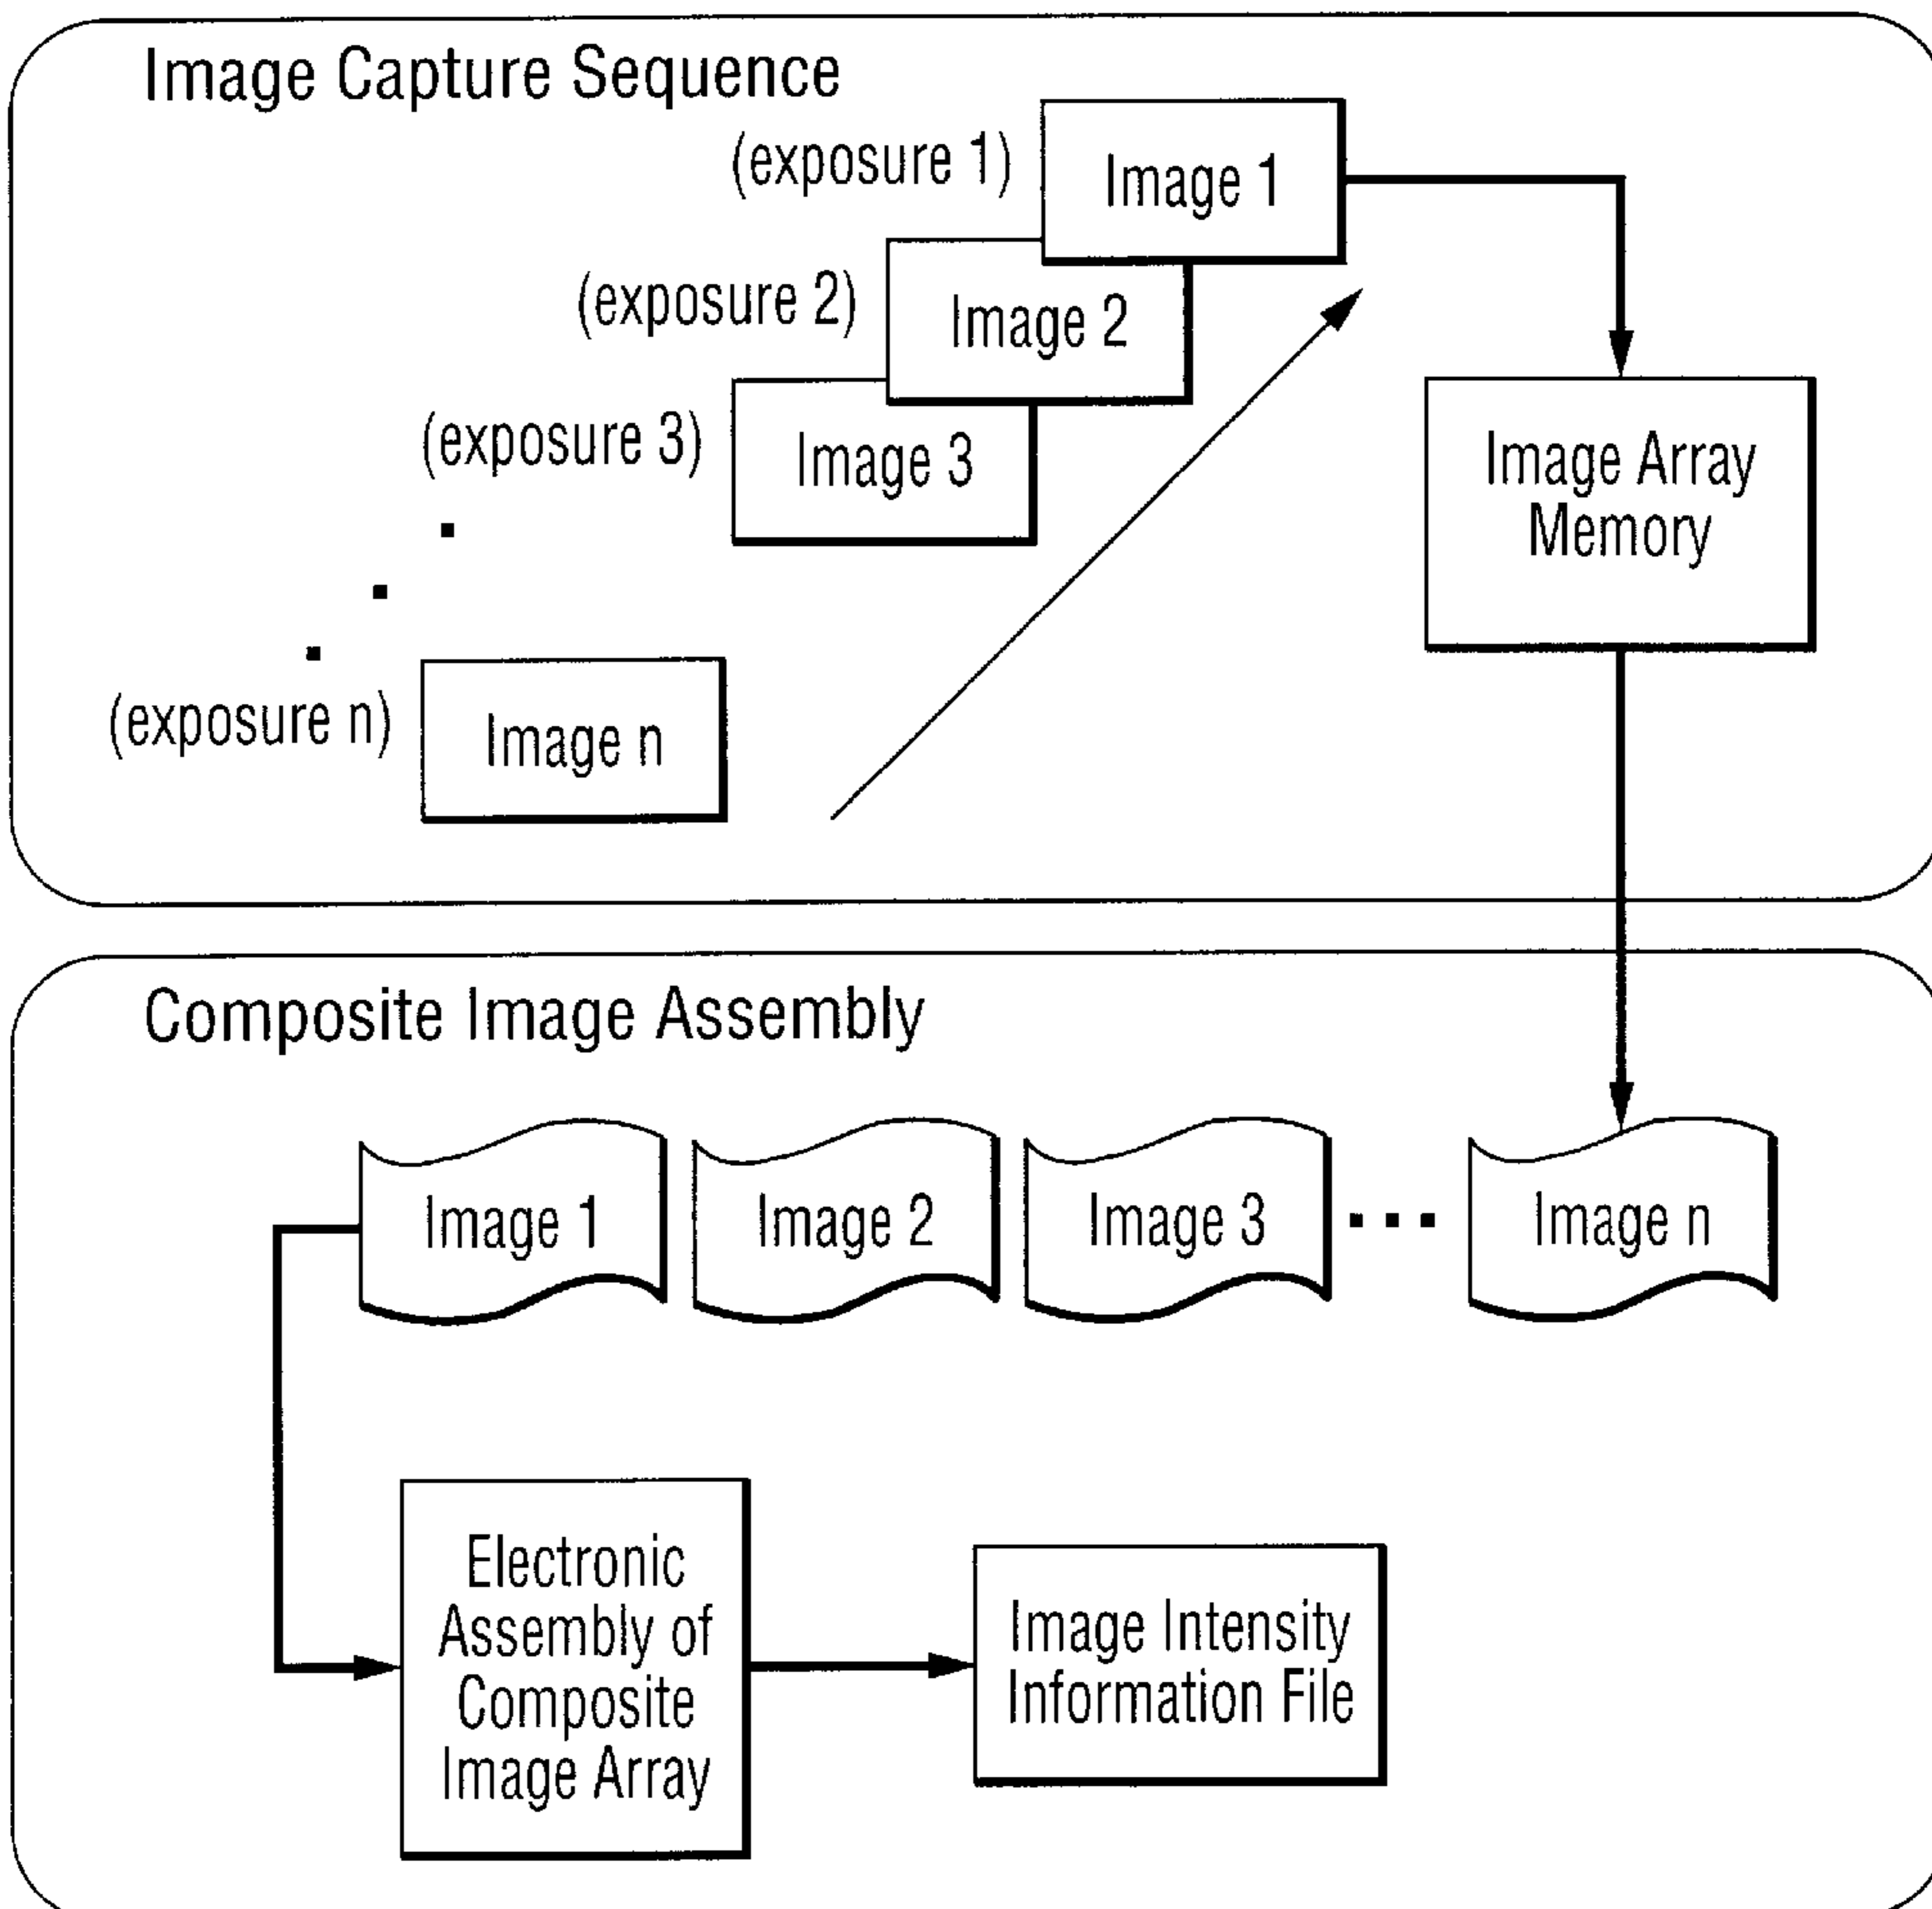 Image Capture Sequence
(exposure 1)
Image 1
(exposure 2)
Image 2
(exposure 3)
Image 3
(exposure n)
Image n
Image Array
Memory
Composite Image Assembly
Image 1
Image 2
Image 3
Image n
Electronic
Assembly of
Composite
Image Array
Image Intensity
Information File